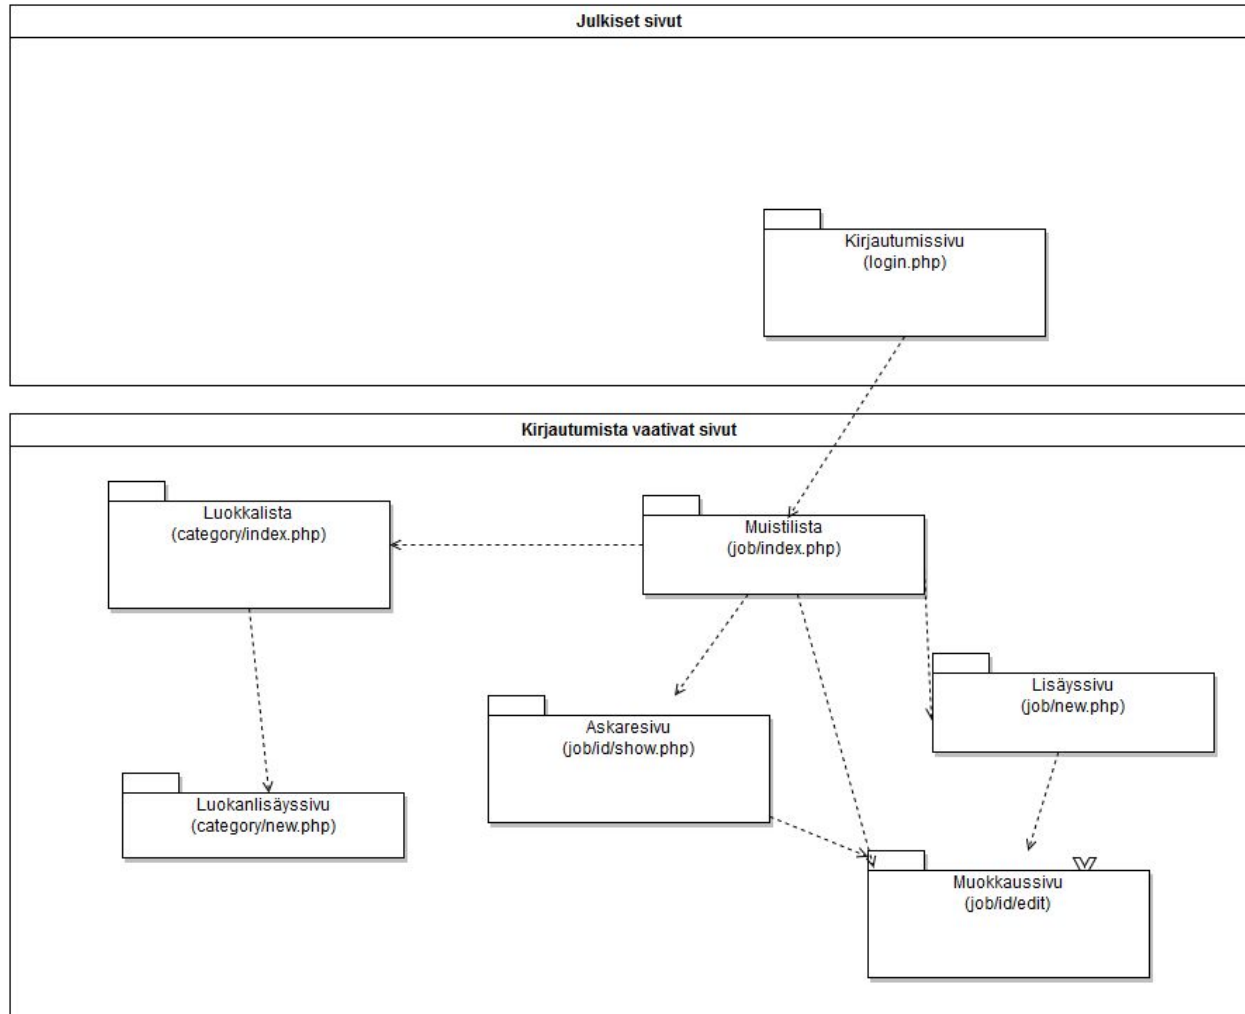 Julkiset sivut
Kirjautumissivu
(login.php)
Kirjautumista vaativat sivut
Luokkalista
(category/index.php)
Muistilista
(job/index.php)
Askaresivu
(job/id/show.php)
Lisäyssivu
(job/new.php)
Luokanlisäyssivu
(category/new.php)
Muokkaussivu
(job/id/edit)